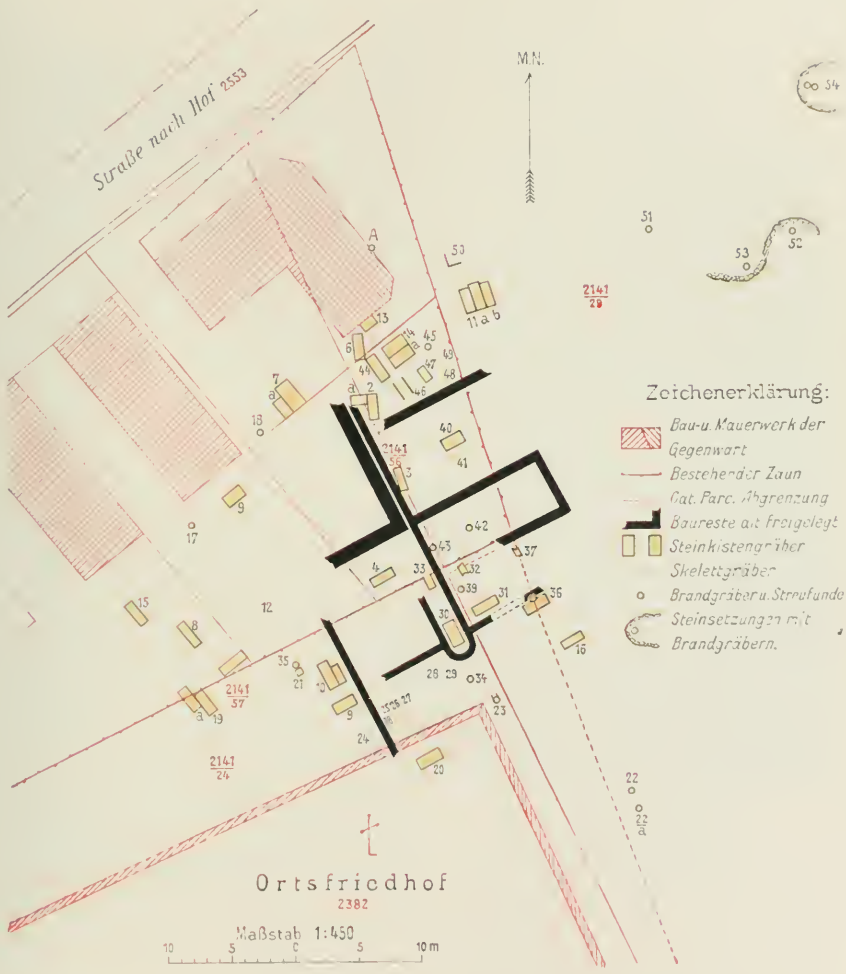 Straße nach Hof 2553
M.N.
54
51
52
53
50
A
2141
29
11 a b
13
6
14
a
45
44
47
46
49
48
7
a
a
2
18
40
41
2141
56
3
9
17
42
43
37
4
33
32
39
31
36
15
8
12
30
16
35
21
10
28 29
34
2141
57
9
27
23
a
19
24
2141
24
20
22
22
a
Zeichenerklärung:
Bau-u. Mauerwerk der
Gegenwart
Bestehender Zaun
Cat. Parc. Abgrenzung
Baureste alt Freigelegt
Steinkistengräber
Skelettgräber
Brandgräber u. Streufunde
Steinsetzungen mit
Brandgräbern.
Ortsfriedhof
2382
Maßstab 1:450
10 5 0 5 10 m